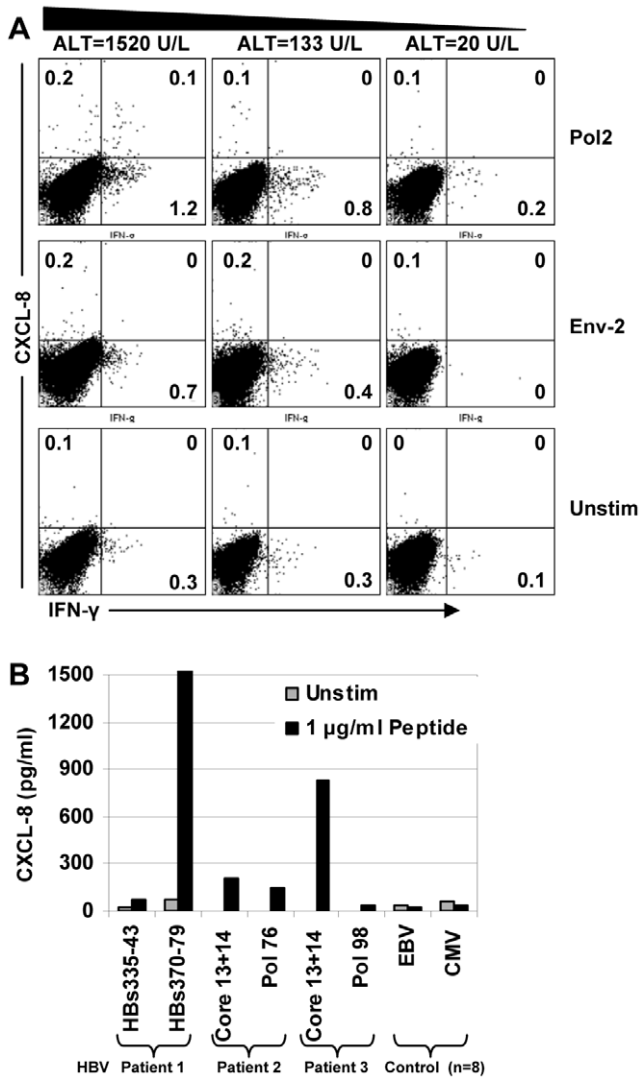 A
ALT=1520 U/L ALT=133 U/L ALT=20 U/L
0.2 0.1 0.1 0 0.1 0
Pol2
1.2 0.8 0.2
0.2 0 0.2 0 0.1 0
CXCL-8
Env-2
0.7 0.4 0
IFN-g IFN-g IFN-g
0.1 0 0.1 0 0 0
Unstim
0.3 0.3 0.1
IFN-γ
B
1500
1200
900
600
300
0
CXCL-8 (pg/ml)
Unstim
1 µg/ml Peptide
HBs335-43
HBs370-79
Core 13+14
Pol 76
Core 13+14
Pol 98
EBV
CMV
HBV Patient 1 Patient 2 Patient 3 Control (n=8)